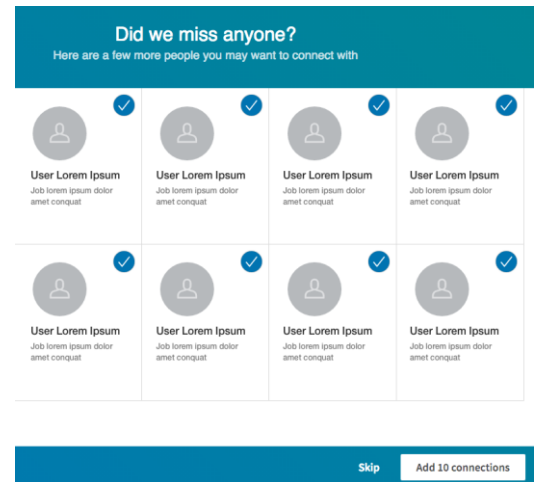 Did we miss anyone?
Here are a few more people you may want to connect with
User Lorem Ipsum
Job lorem ipsum dolor
amet conquat
User Lorem Ipsum
Job lorem ipsum dolor
amet conquat
User Lorem Ipsum
Job lorem ipsum dolor
amet conquat
User Lorem Ipsum
Job lorem ipsum dolor
amet conquat
User Lorem Ipsum
Job lorem ipsum dolor
amet conquat
User Lorem Ipsum
Job lorem ipsum dolor
amet conquat
User Lorem Ipsum
Job lorem ipsum dolor
amet conquat
User Lorem Ipsum
Job lorem ipsum dolor
amet conquat
Skip
Add 10 connections